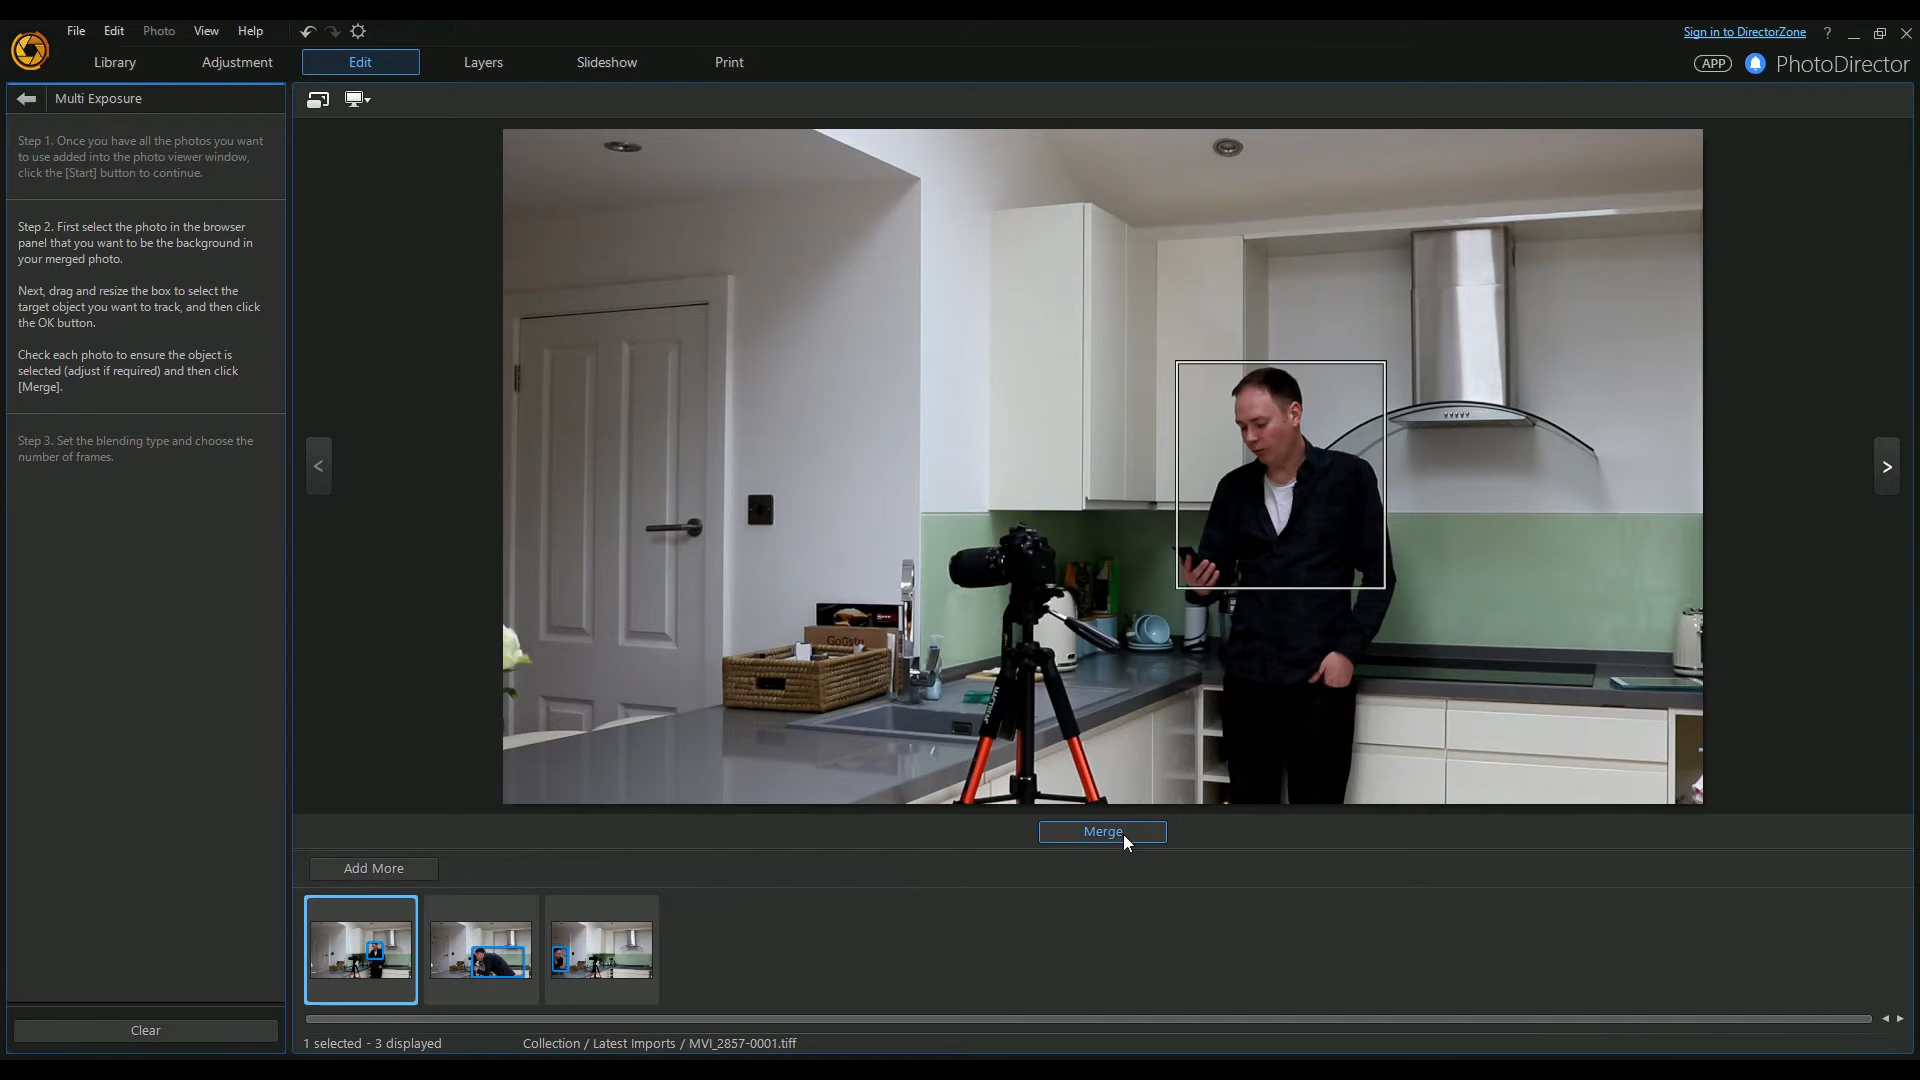 File Edit Photo View Help
Sign in to DirectorZone ?
Library Adjustment Edit Layers Slideshow Print
APP PhotoDirector
Multi Exposure
Step 1. Once you have all the photos you want
to use added into the photo viewer window,
click the [Start] button to continue.
Step 2. First select the photo in the browser
panel that you want to be the background in
your merged photo.
Next, drag and resize the box to select the
target object you want to track, and then click
the OK button.
Check each photo to ensure the object is
selected (adjust if required) and then click
[Merge].
Step 3. Set the blending type and choose the
number of frames.
Gousto
Merge
Add More
Clear
1 selected - 3 displayed
Collection / Latest Imports / MVI_2857-0001.tiff